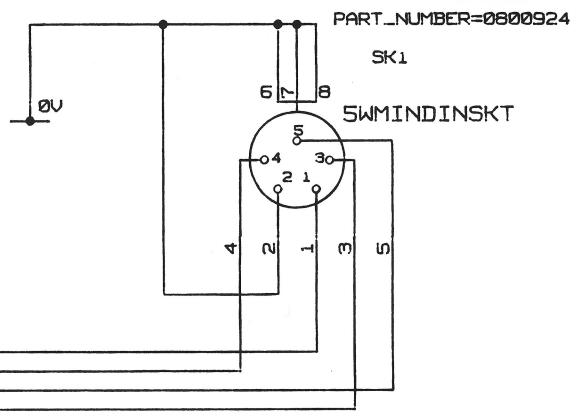 PART_NUMBER=0800924
SK1
6 7 8
0V
5WMINDINSKT
5
4 3
2 1
4 2 1 3 5